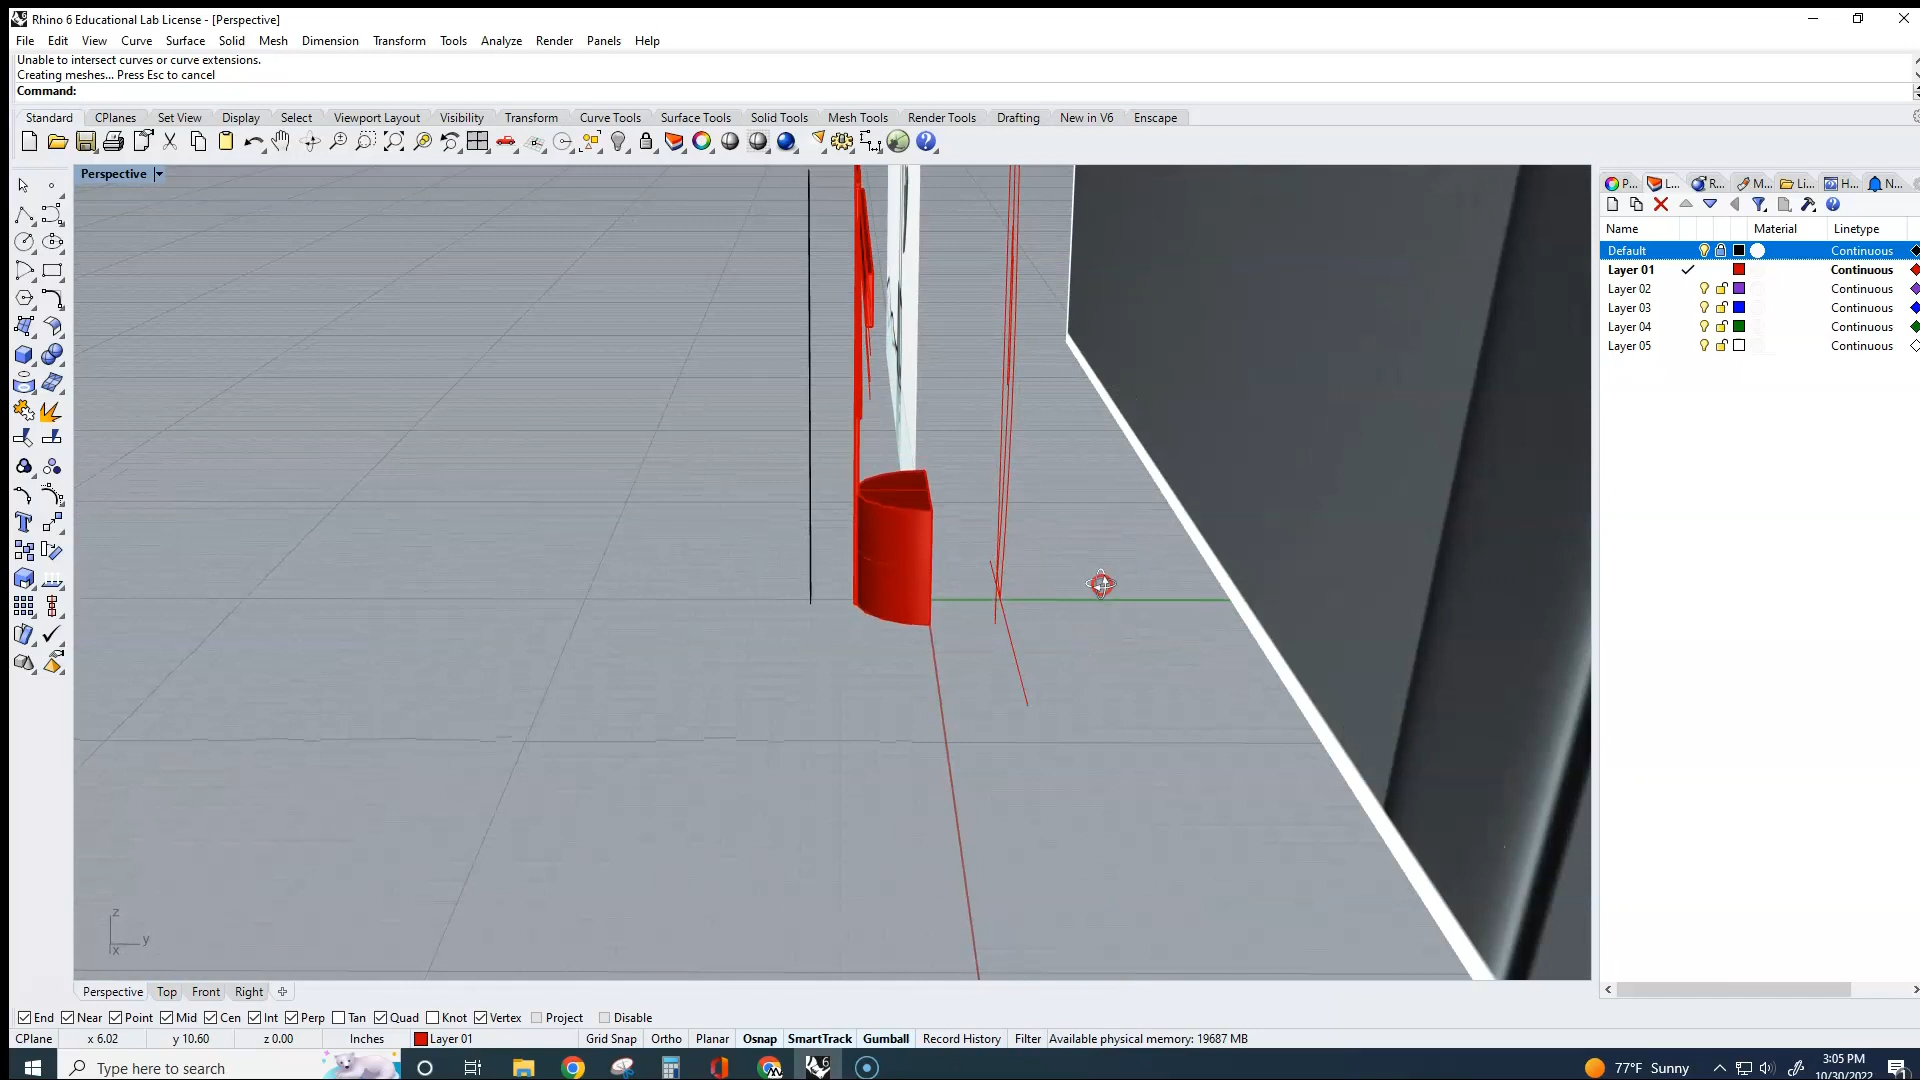 Rhino 6 Educational Lab License - [Perspective]
File Edit View Curve Surface Solid Mesh Dimension Transform Tools Analyze Render Panels Help
Unable to intersect curves or curve extensions.
Creating meshes... Press Esc to cancel
Command:
Standard CPlanes Set View Display Select Viewport Layout Visibility Transform Curve Tools Surface Tools Solid Tools Mesh Tools Render Tools Drafting New in V6 Enscape
Perspective
P... L... R... M... Li... H... N...
Name Material Linetype
Default Continuous
Layer 01 Continuous
Layer 02 Continuous
Layer 03 Continuous
Layer 04 Continuous
Layer 05 Continuous
z
y
x
Perspective Top Front Right
End Near Point Mid Cen Int Perp Tan Quad Knot Vertex Project Disable
CPlane x 6.02 y 10.60 z 0.00 Inches Layer 01 Grid Snap Ortho Planar Osnap SmartTrack Gumball Record History Filter Available physical memory: 19687 MB
Type here to search
77°F Sunny
3:05 PM
10/30/2022